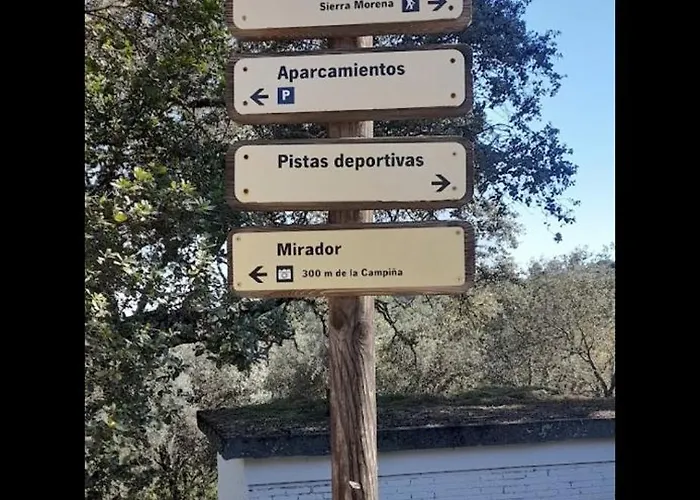 Sierra Morena
Aparcamientos
P
Pistas deportivas
Mirador
300 m de la Campiña